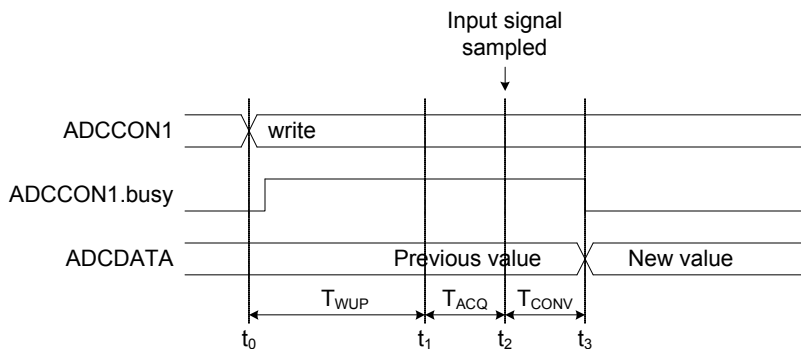 Input signal
sampled
ADCCON1
write
ADCCON1.busy
ADCDATA
Previous value
New value
TWUP
TACQ
TCONV
t0
t1
t2
t3